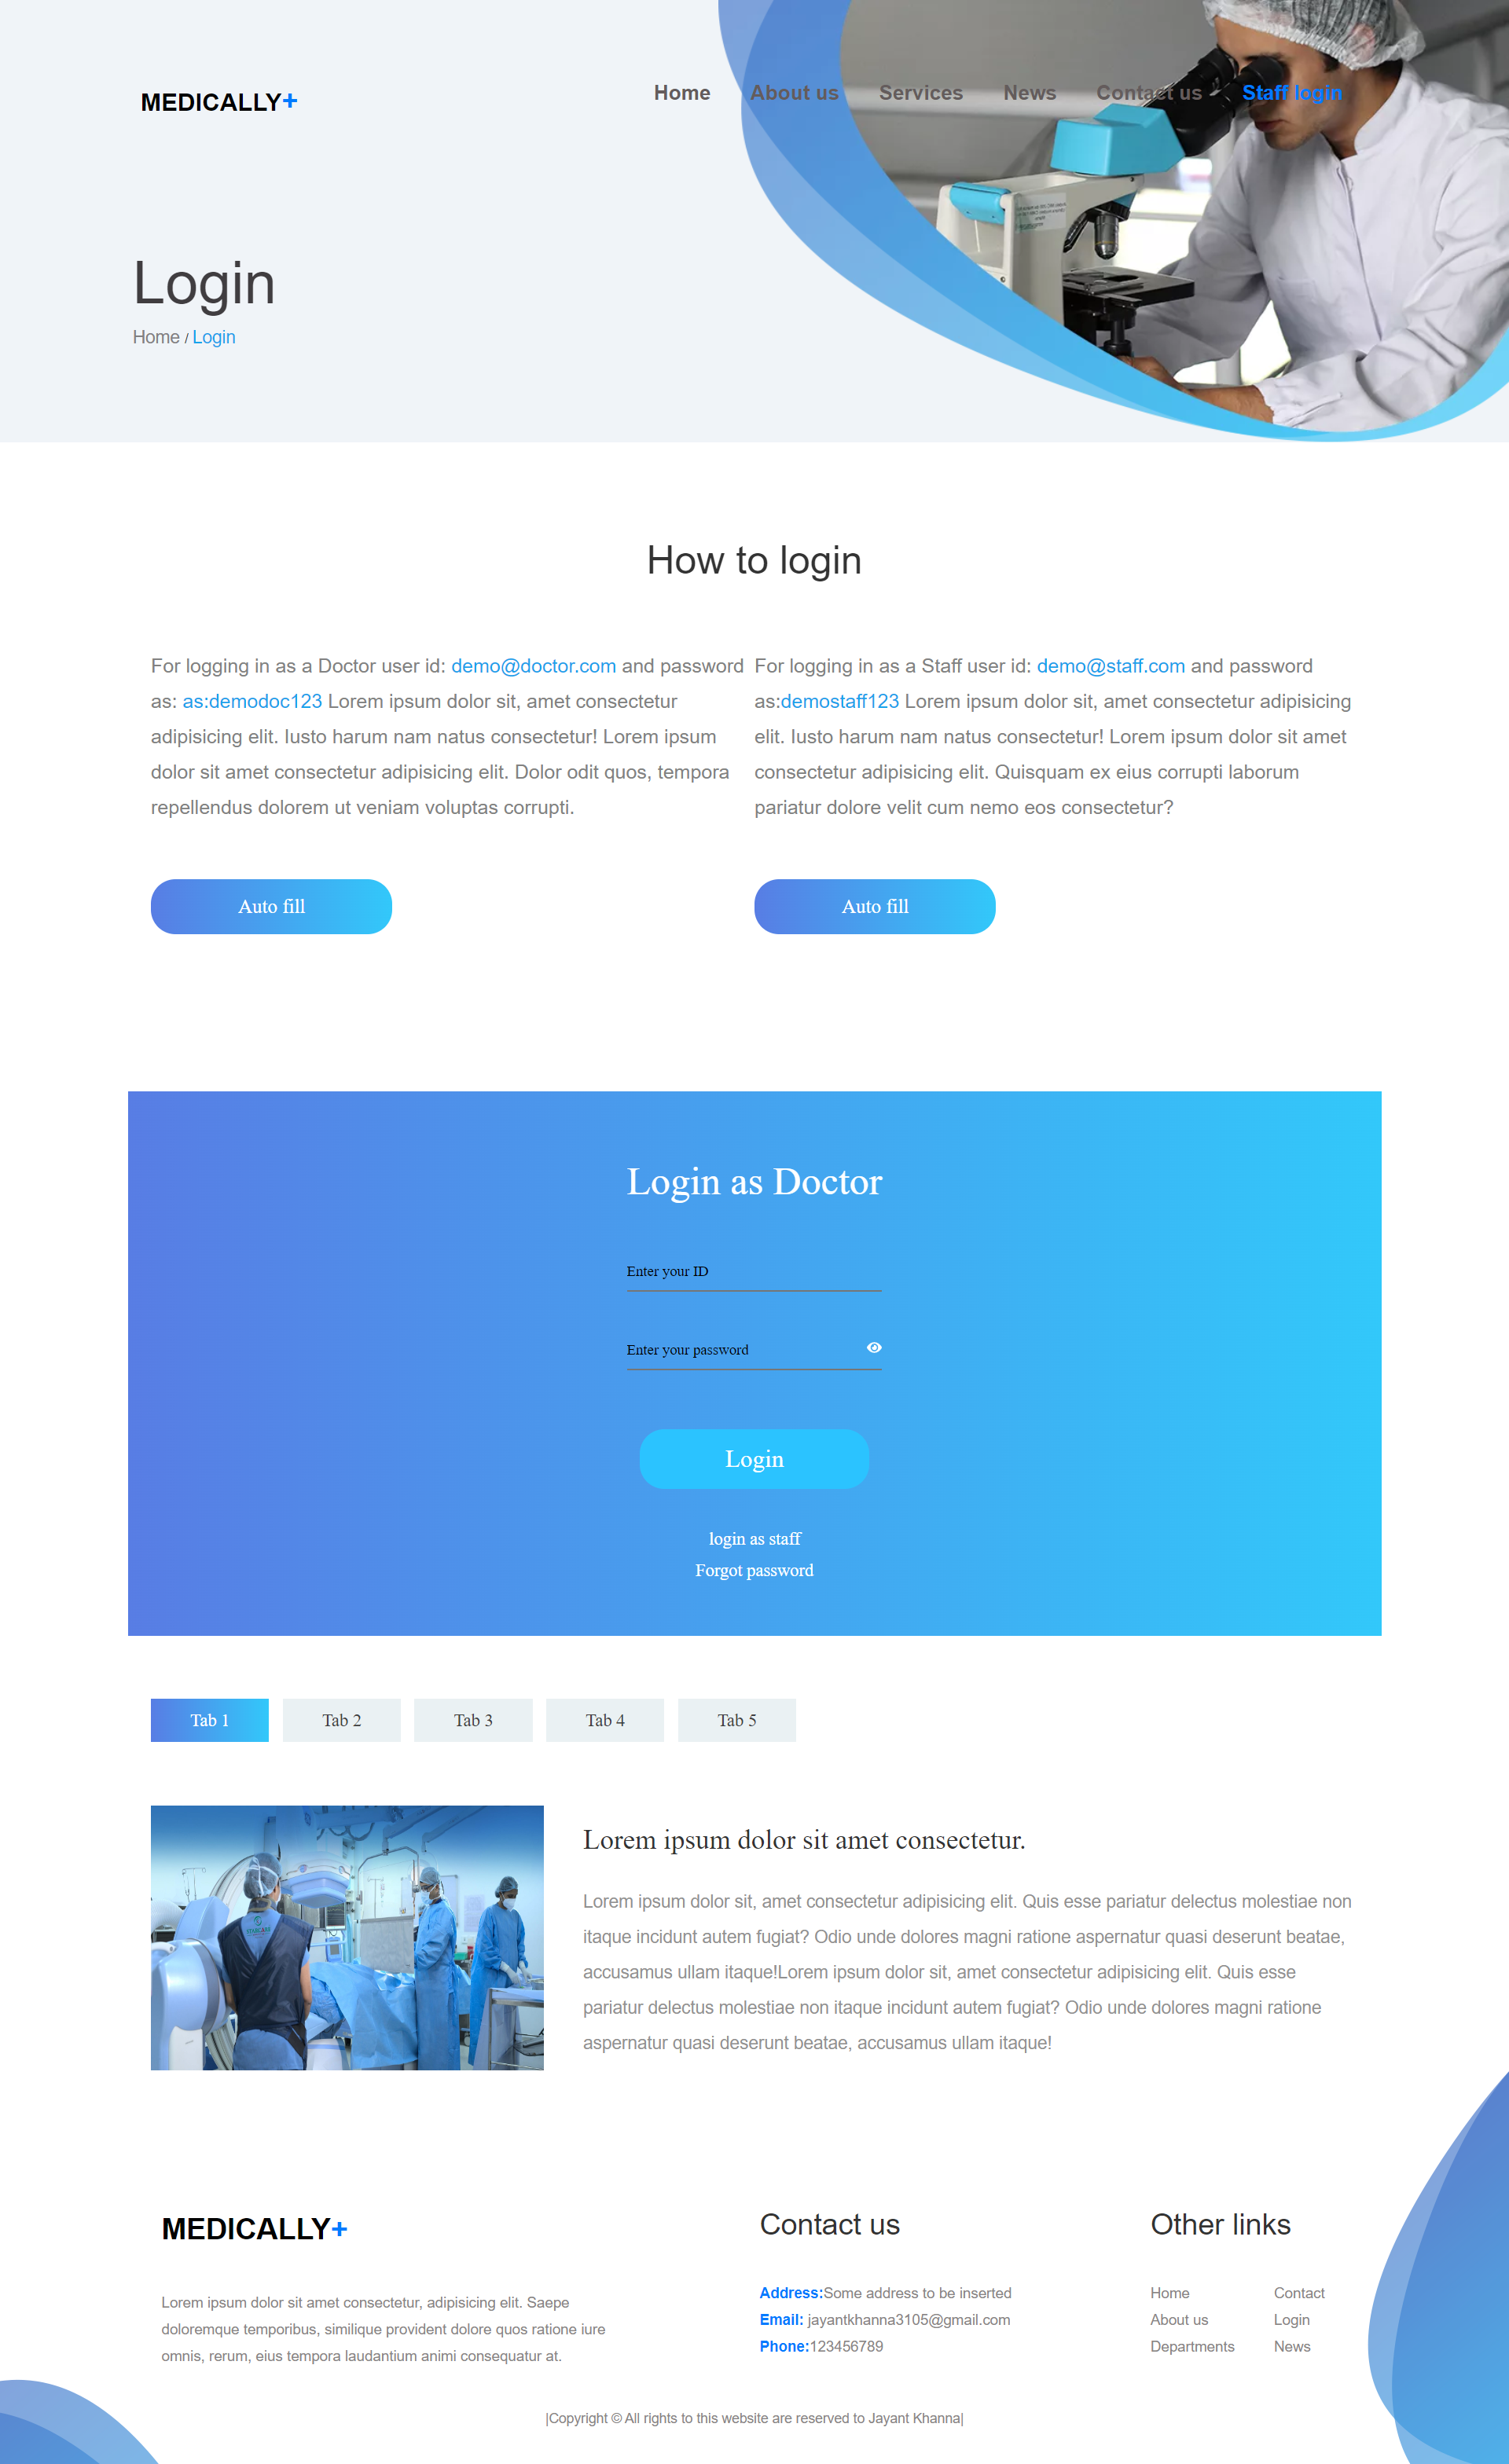 MEDICALLY+
Home About us Services News Contact us Staff login
Login
Home / Login
How to login
For logging in as a Doctor user id: demo@doctor.com and password
as: as:demodoc123 Lorem ipsum dolor sit, amet consectetur
adipisicing elit. Iusto harum nam natus consectetur! Lorem ipsum
dolor sit amet consectetur adipisicing elit. Dolor odit quos, tempora
repellendus dolorem ut veniam voluptas corrupti.
Auto fill
For logging in as a Staff user id: demo@staff.com and password
as:demostaff123 Lorem ipsum dolor sit, amet consectetur adipisicing
elit. Iusto harum nam natus consectetur! Lorem ipsum dolor sit amet
consectetur adipisicing elit. Quisquam ex eius corrupti laborum
pariatur dolore velit cum nemo eos consectetur?
Auto fill
Login as Doctor
Enter your ID
Enter your password
Login
login as staff
Forgot password
Tab 1 Tab 2 Tab 3 Tab 4 Tab 5
Lorem ipsum dolor sit amet consectetur.
Lorem ipsum dolor sit, amet consectetur adipisicing elit. Quis esse pariatur delectus molestiae non
itaque incidunt autem fugiat? Odio unde dolores magni ratione aspernatur quasi deserunt beatae,
accusamus ullam itaque!Lorem ipsum dolor sit, amet consectetur adipisicing elit. Quis esse
pariatur delectus molestiae non itaque incidunt autem fugiat? Odio unde dolores magni ratione
aspernatur quasi deserunt beatae, accusamus ullam itaque!
MEDICALLY+
Lorem ipsum dolor sit amet consectetur, adipisicing elit. Saepe
doloremque temporibus, similique provident dolore quos ratione iure
omnis, rerum, eius tempora laudantium animi consequatur at.
Contact us
Address:Some address to be inserted
Email: jayantkhanna3105@gmail.com
Phone:123456789
Other links
Home Contact
About us Login
Departments News
|Copyright © All rights to this website are reserved to Jayant Khanna|